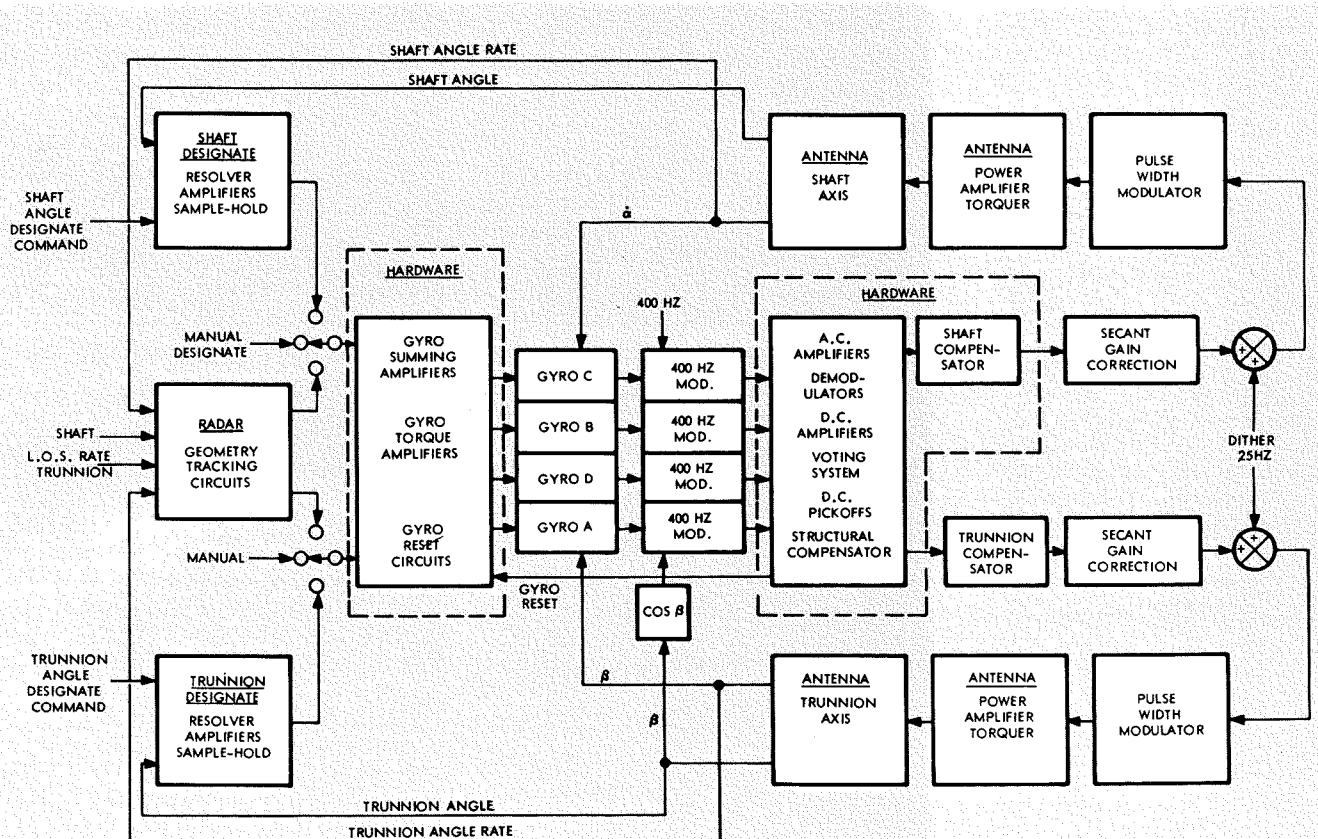 SHAFT ANGLE RATE
SHAFT ANGLE
SHAFT
DESIGNATE
RESOLVER
AMPLIFIERS
SAMPLE-HOLD
SHAFT
ANGLE
DESIGNATE
COMMAND
ANTENNA
SHAFT
AXIS
ANTENNA
POWER
AMPLIFIER
TORQUER
PULSE
WIDTH
MODULATOR
α̇
HARDWARE
400 HZ
HARDWARE
MANUAL
DESIGNATE
GYRO
SUMMING
AMPLIFIERS
GYRO
TORQUE
AMPLIFIERS
GYRO
RESET
CIRCUITS
GYRO C
GYRO B
GYRO D
GYRO A
400 HZ
MOD.
400 HZ
MOD.
400 HZ
MOD.
400 HZ
MOD.
A.C.
AMPLIFIERS
DEMOD-
ULATORS
D.C.
AMPLIFIERS
VOTING
SYSTEM
D.C.
PICKOFFS
STRUCTURAL
COMPENSATOR
SHAFT
COMPEN-
SATOR
SECANT
GAIN
CORRECTION
+ +
RADAR
GEOMETRY
TRACKING
CIRCUITS
SHAFT
L.O.S. RATE
TRUNNION
DITHER
25HZ
MANUAL
TRUNNION
COMPEN-
SATOR
SECANT
GAIN
CORRECTION
+ +
GYRO
RESET
COS β
TRUNNION
ANGLE
DESIGNATE
COMMAND
TRUNNION
DESIGNATE
RESOLVER
AMPLIFIERS
SAMPLE-HOLD
β
β
ANTENNA
TRUNNION
AXIS
ANTENNA
POWER
AMPLIFIER
TORQUER
PULSE
WIDTH
MODULATOR
TRUNNION ANGLE
TRUNNION ANGLE RATE